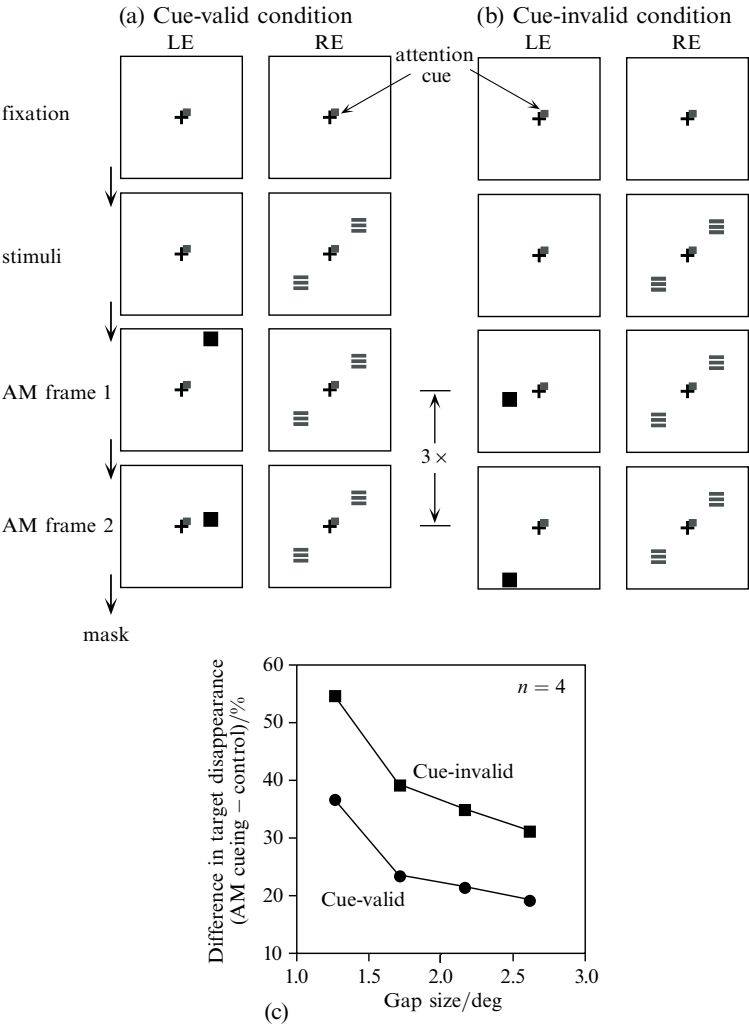 (a) Cue-valid condition
(b) Cue-invalid condition
LE RE
LE RE
attention
cue
fixation
stimuli
AM frame 1
3 ×
AM frame 2
mask
60
50
40
30
20
10
n = 4
Cue-invalid
Cue-valid
Difference in target disappearance
(AM cueing − control)/%
1.0 1.5 2.0 2.5 3.0
Gap size/deg
(c)